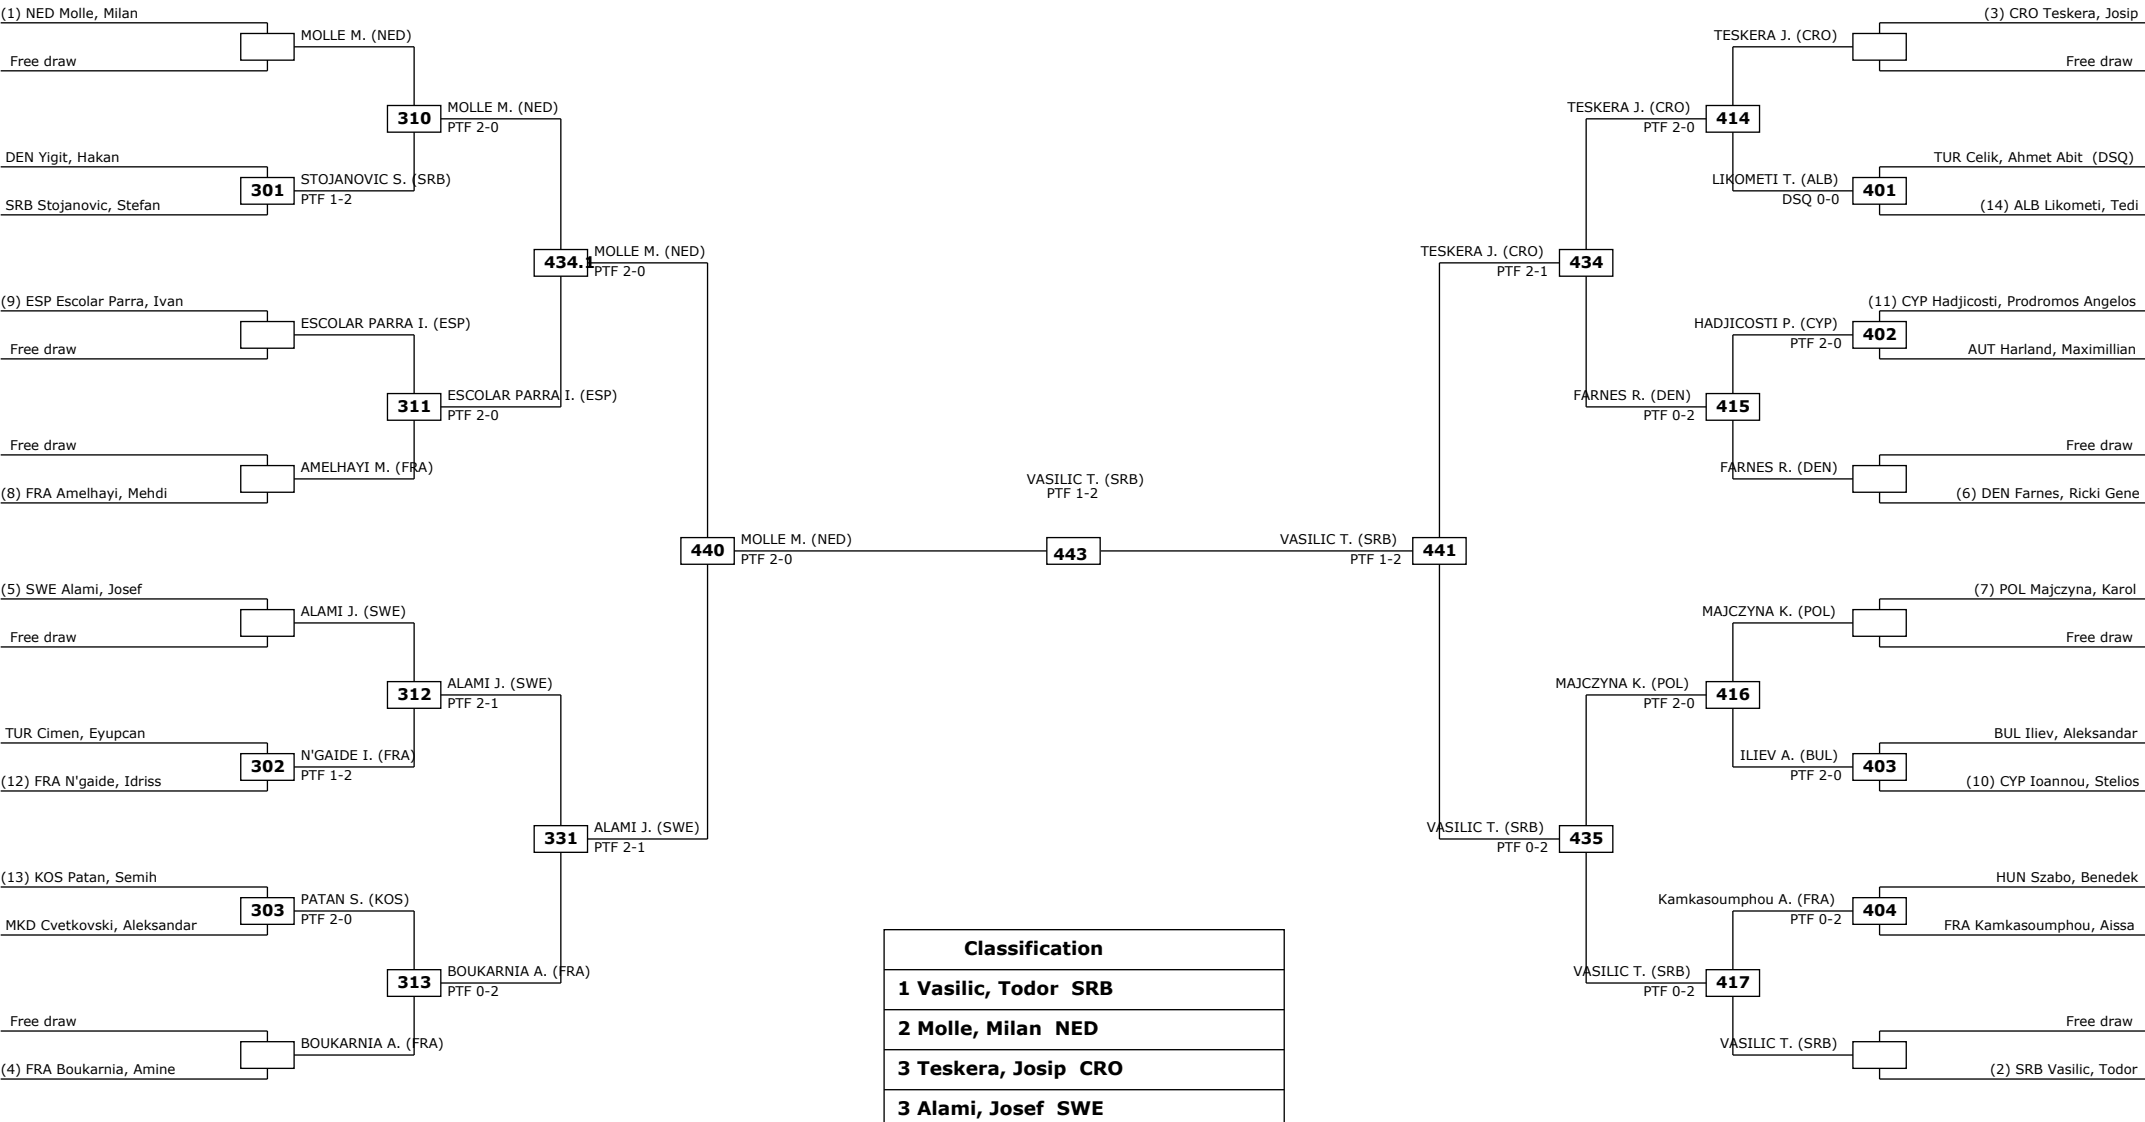 (1) NED Molle, Milan
MOLLE M. (NED)
Free draw
310
MOLLE M. (NED)
PTF 2-0
DEN Yigit, Hakan
301
STOJANOVIC S. (SRB)
PTF 1-2
SRB Stojanovic, Stefan
434.1
MOLLE M. (NED)
PTF 2-0
(9) ESP Escolar Parra, Ivan
ESCOLAR PARRA I. (ESP)
Free draw
311
ESCOLAR PARRA I. (ESP)
PTF 2-0
Free draw
AMELHAYI M. (FRA)
(8) FRA Amelhayi, Mehdi
440
MOLLE M. (NED)
PTF 2-0
(5) SWE Alami, Josef
ALAMI J. (SWE)
Free draw
312
ALAMI J. (SWE)
PTF 2-1
TUR Cimen, Eyupcan
302
N'GAIDE I. (FRA)
PTF 1-2
(12) FRA N'gaide, Idriss
331
ALAMI J. (SWE)
PTF 2-1
(13) KOS Patan, Semih
303
PATAN S. (KOS)
PTF 2-0
MKD Cvetkovski, Aleksandar
313
BOUKARNIA A. (FRA)
PTF 0-2
Free draw
BOUKARNIA A. (FRA)
(4) FRA Boukarnia, Amine
VASILIC T. (SRB)
PTF 1-2
443
(3) CRO Teskera, Josip
TESKERA J. (CRO)
Free draw
TESKERA J. (CRO)
PTF 2-0
414
TUR Celik, Ahmet Abit (DSQ)
LIKOMETI T. (ALB)
DSQ 0-0
401
(14) ALB Likometi, Tedi
TESKERA J. (CRO)
PTF 2-1
434
(11) CYP Hadjicosti, Prodromos Angelos
HADJICOSTI P. (CYP)
PTF 2-0
402
AUT Harland, Maximillian
FARNES R. (DEN)
PTF 0-2
415
Free draw
FARNES R. (DEN)
(6) DEN Farnes, Ricki Gene
VASILIC T. (SRB)
PTF 1-2
441
(7) POL Majczyna, Karol
MAJCZYNA K. (POL)
Free draw
MAJCZYNA K. (POL)
PTF 2-0
416
BUL Iliev, Aleksandar
ILIEV A. (BUL)
PTF 2-0
403
(10) CYP Ioannou, Stelios
VASILIC T. (SRB)
PTF 0-2
435
HUN Szabo, Benedek
Kamkasoumphou A. (FRA)
PTF 0-2
404
FRA Kamkasoumphou, Aissa
VASILIC T. (SRB)
PTF 0-2
417
Free draw
VASILIC T. (SRB)
(2) SRB Vasilic, Todor
Classification
1 Vasilic, Todor SRB
2 Molle, Milan NED
3 Teskera, Josip CRO
3 Alami, Josef SWE